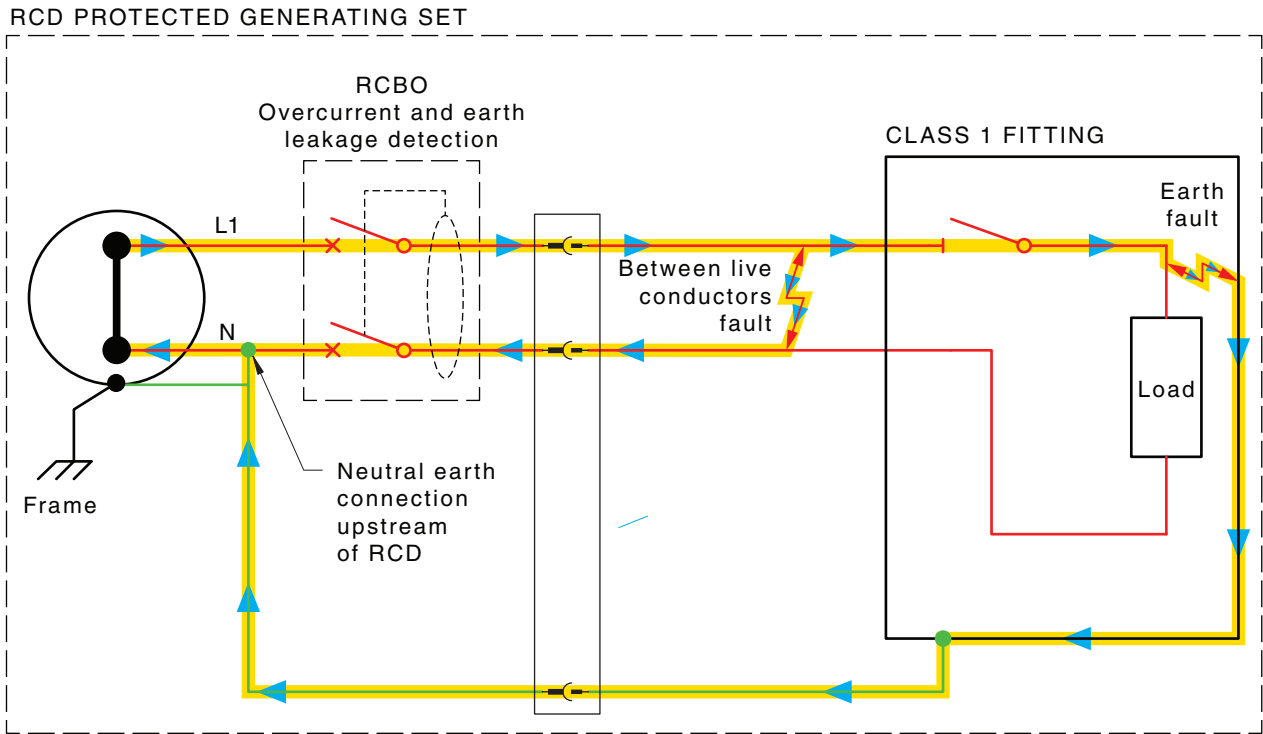 RCD PROTECTED GENERATING SET
RCBO
Overcurrent and earth
leakage detection
CLASS 1 FITTING
Earth
fault
L1
Between live
conductors
fault
N
Load
Neutral earth
connection
upstream
of RCD
Frame